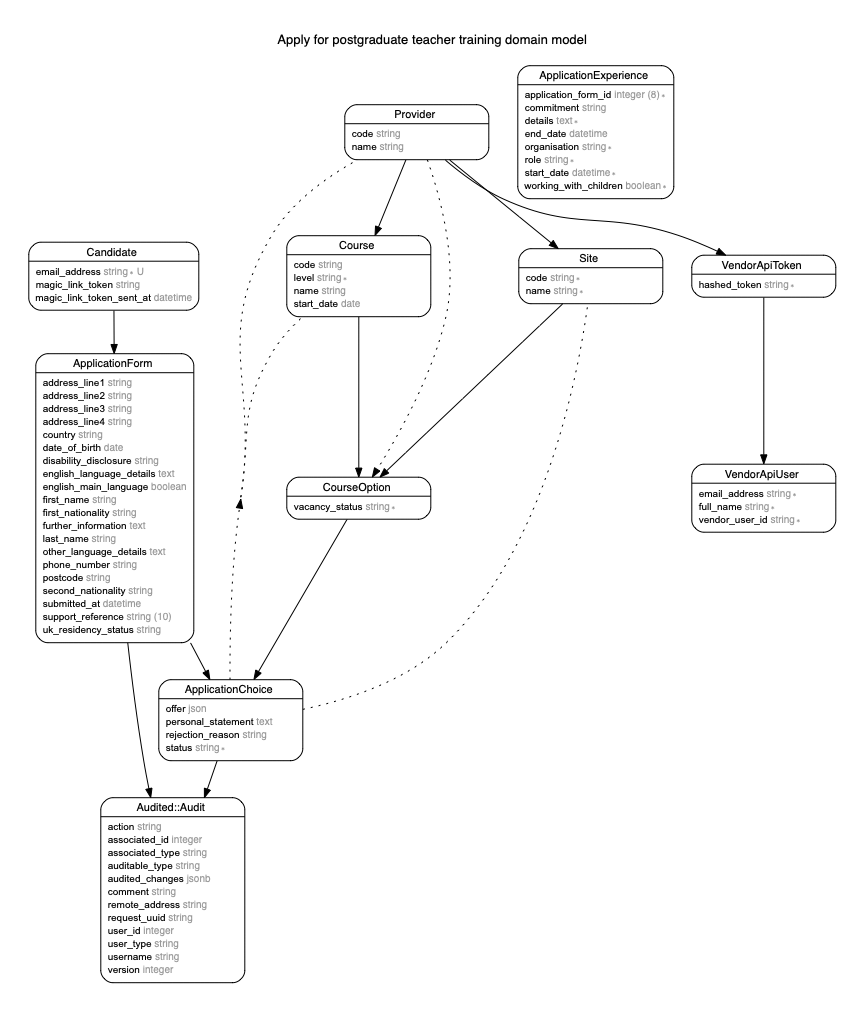 Apply for postgraduate teacher training domain model
ApplicationExperience
application_form_id integer (8) *
commitment string
details text *
end_date datetime
organisation string *
role string *
start_date datetime *
working_with_children boolean *
Provider
code string
name string
Candidate
email_address string * U
magic_link_token string
magic_link_token_sent_at datetime
Course
code string
level string *
name string
start_date date
Site
code string *
name string *
VendorApiToken
hashed_token string *
ApplicationForm
address_line1 string
address_line2 string
address_line3 string
address_line4 string
country string
date_of_birth date
disability_disclosure string
english_language_details text
english_main_language boolean
first_name string
first_nationality string
further_information text
last_name string
other_language_details text
phone_number string
postcode string
second_nationality string
submitted_at datetime
support_reference string (10)
uk_residency_status string
CourseOption
vacancy_status string *
VendorApiUser
email_address string *
full_name string *
vendor_user_id string *
ApplicationChoice
offer json
personal_statement text
rejection_reason string
status string *
Audited::Audit
action string
associated_id integer
associated_type string
auditable_type string
audited_changes jsonb
comment string
remote_address string
request_uuid string
user_id integer
user_type string
username string
version integer